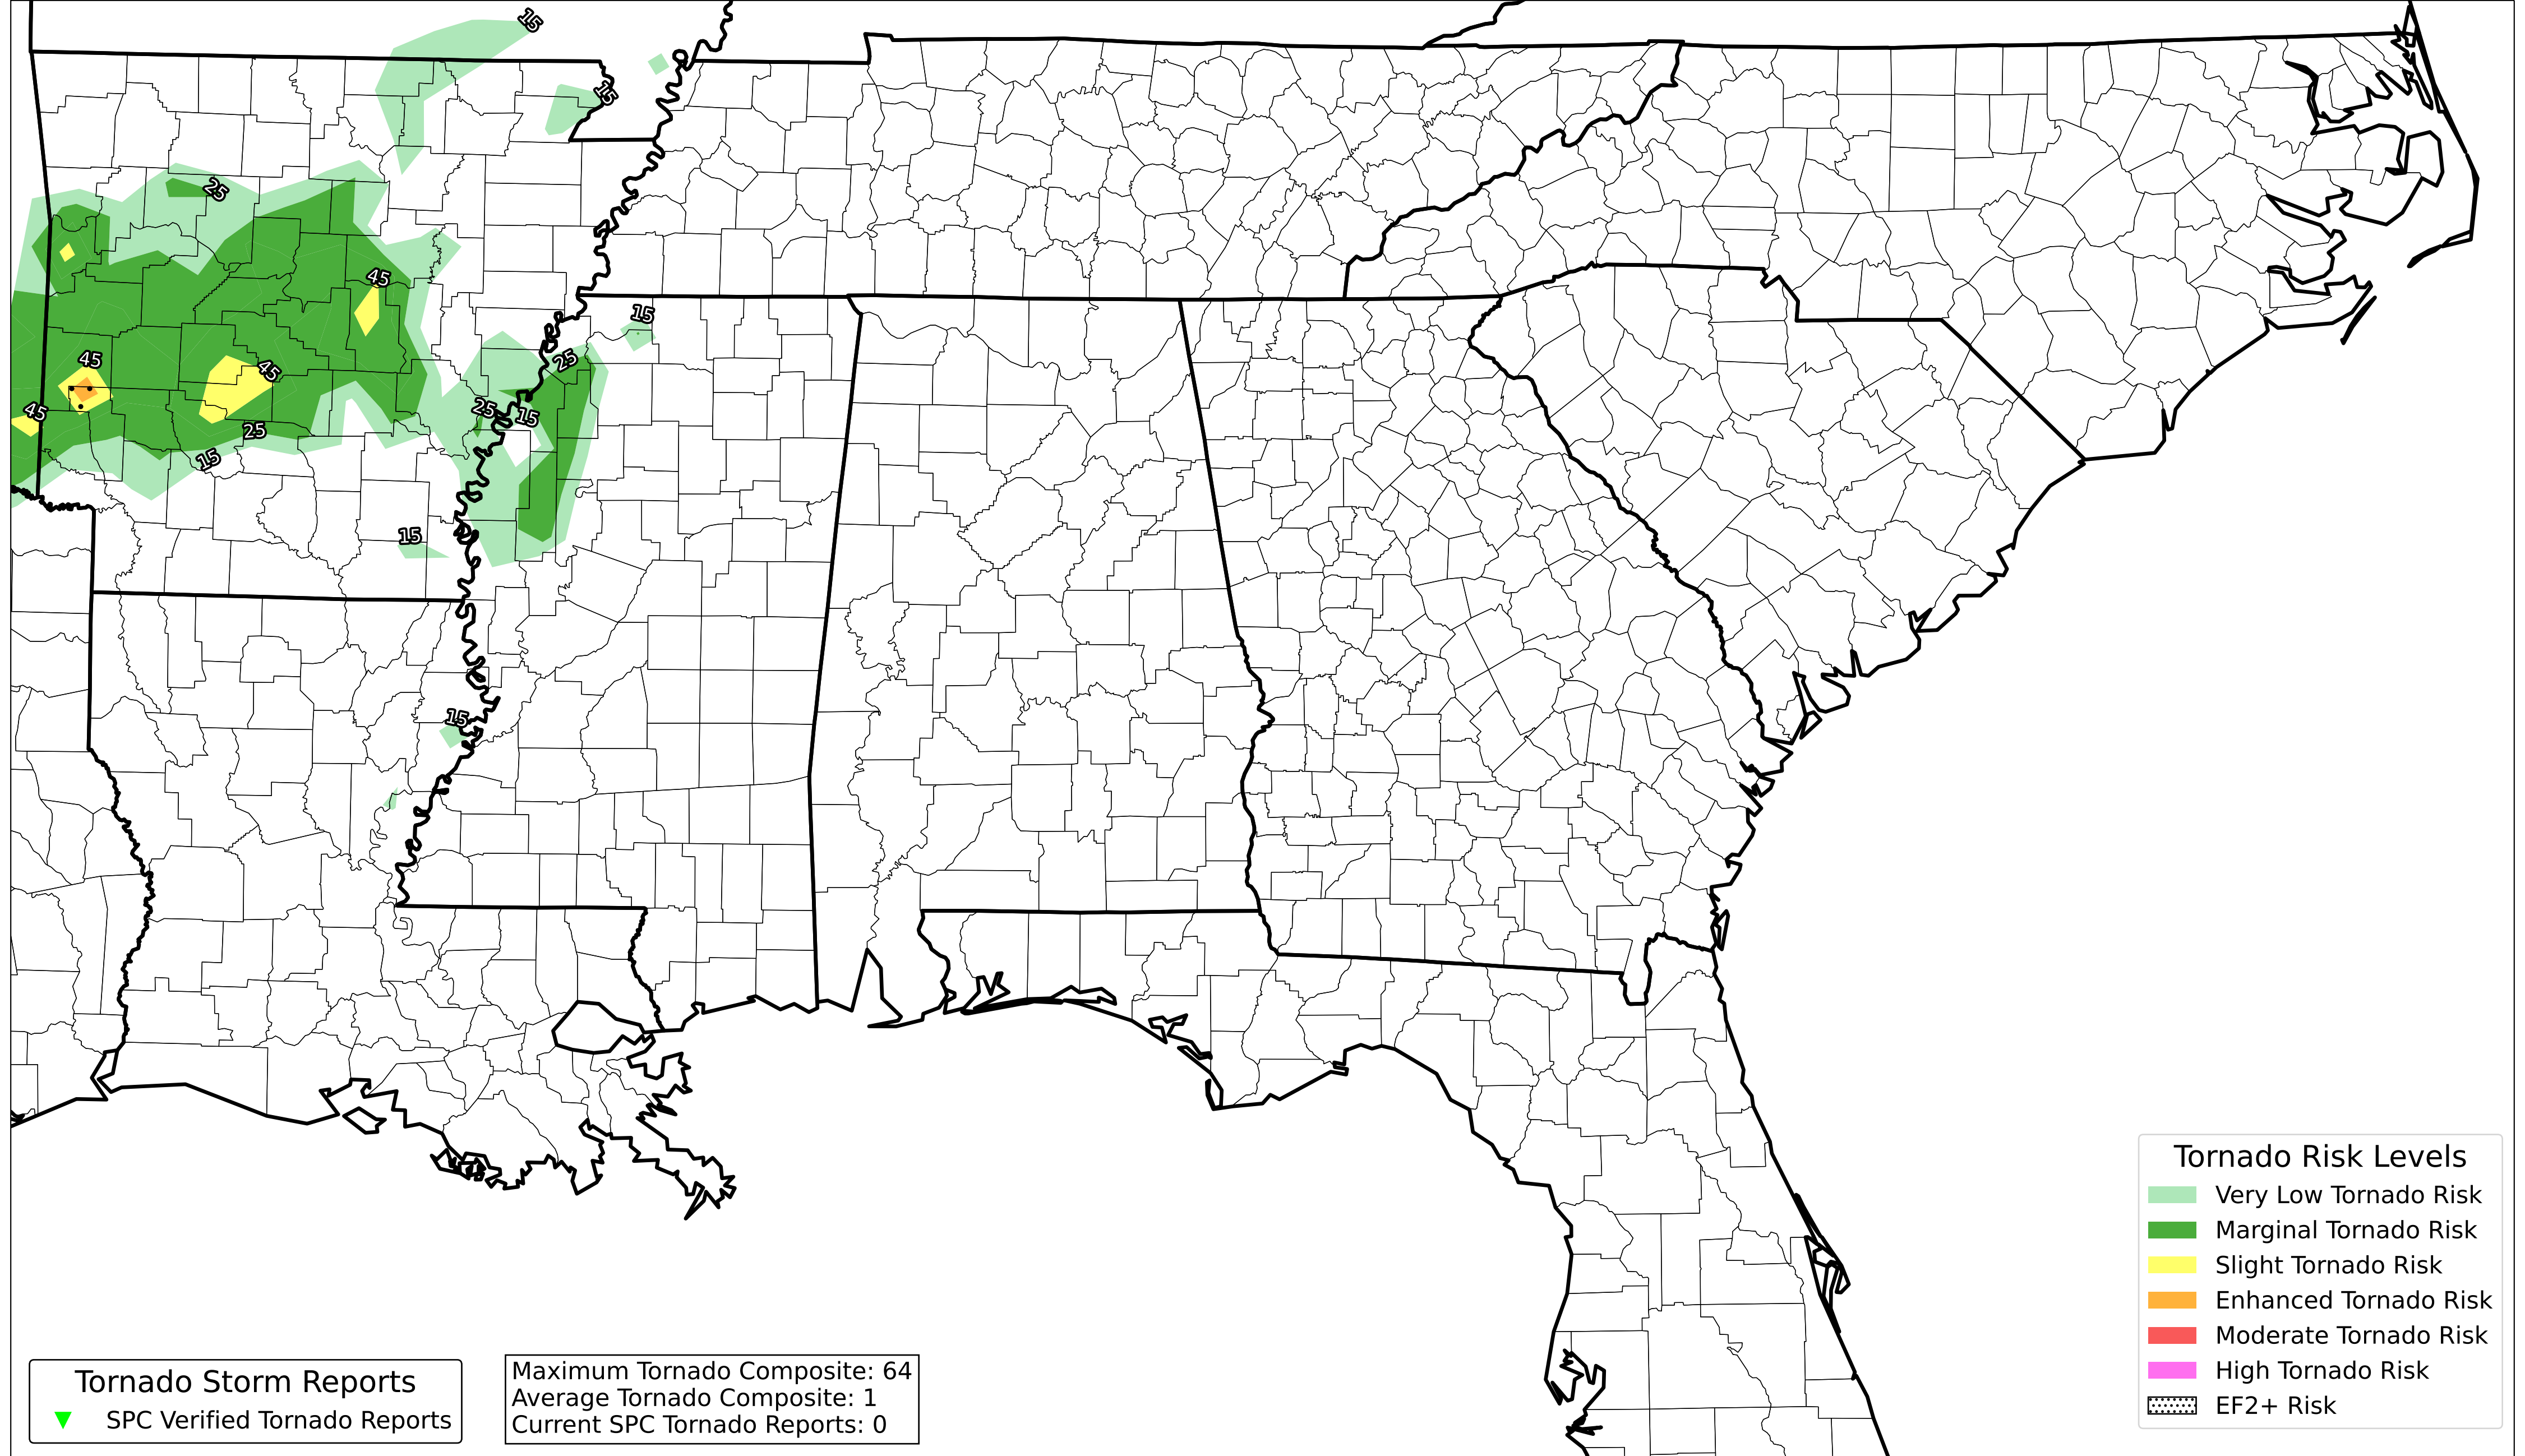 15
15
25
45
15
45
25
45
45
25
15
25
15
15
15
Tornado Risk Levels
Very Low Tornado Risk
Marginal Tornado Risk
Slight Tornado Risk
Enhanced Tornado Risk
Moderate Tornado Risk
High Tornado Risk
EF2+ Risk
Tornado Storm Reports
SPC Verified Tornado Reports
Maximum Tornado Composite: 64
Average Tornado Composite: 1
Current SPC Tornado Reports: 0